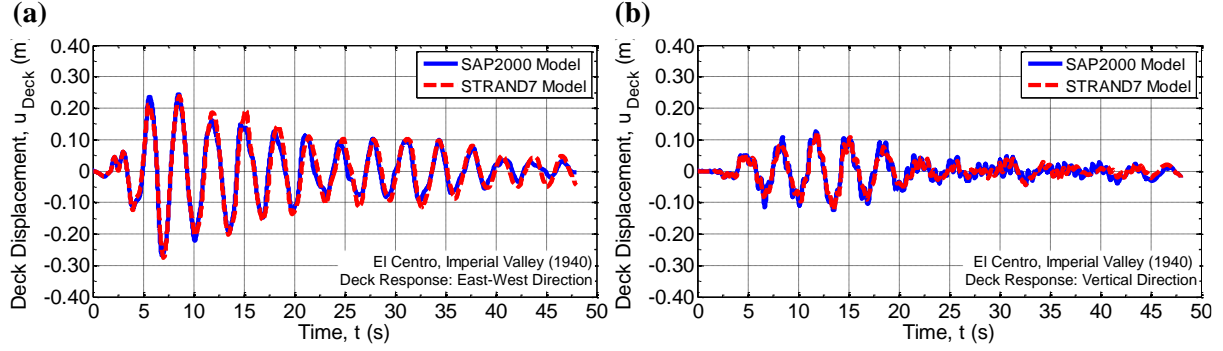 (a)
Deck Displacement, u_Deck (m
0.40
0.30
0.20
0.10
0
-0.10
-0.20
-0.30
-0.40
SAP2000 Model
STRAND7 Model
El Centro, Imperial Valley (1940)
Deck Response: East-West Direction
0 5 10 15 20 25 30 35 40 45 50
Time, t (s)
(b)
Deck Displacement, u_Deck (m
0.40
0.30
0.20
0.10
0
-0.10
-0.20
-0.30
-0.40
SAP2000 Model
STRAND7 Model
El Centro, Imperial Valley (1940)
Deck Response: Vertical Direction
0 5 10 15 20 25 30 35 40 45 50
Time, t (s)